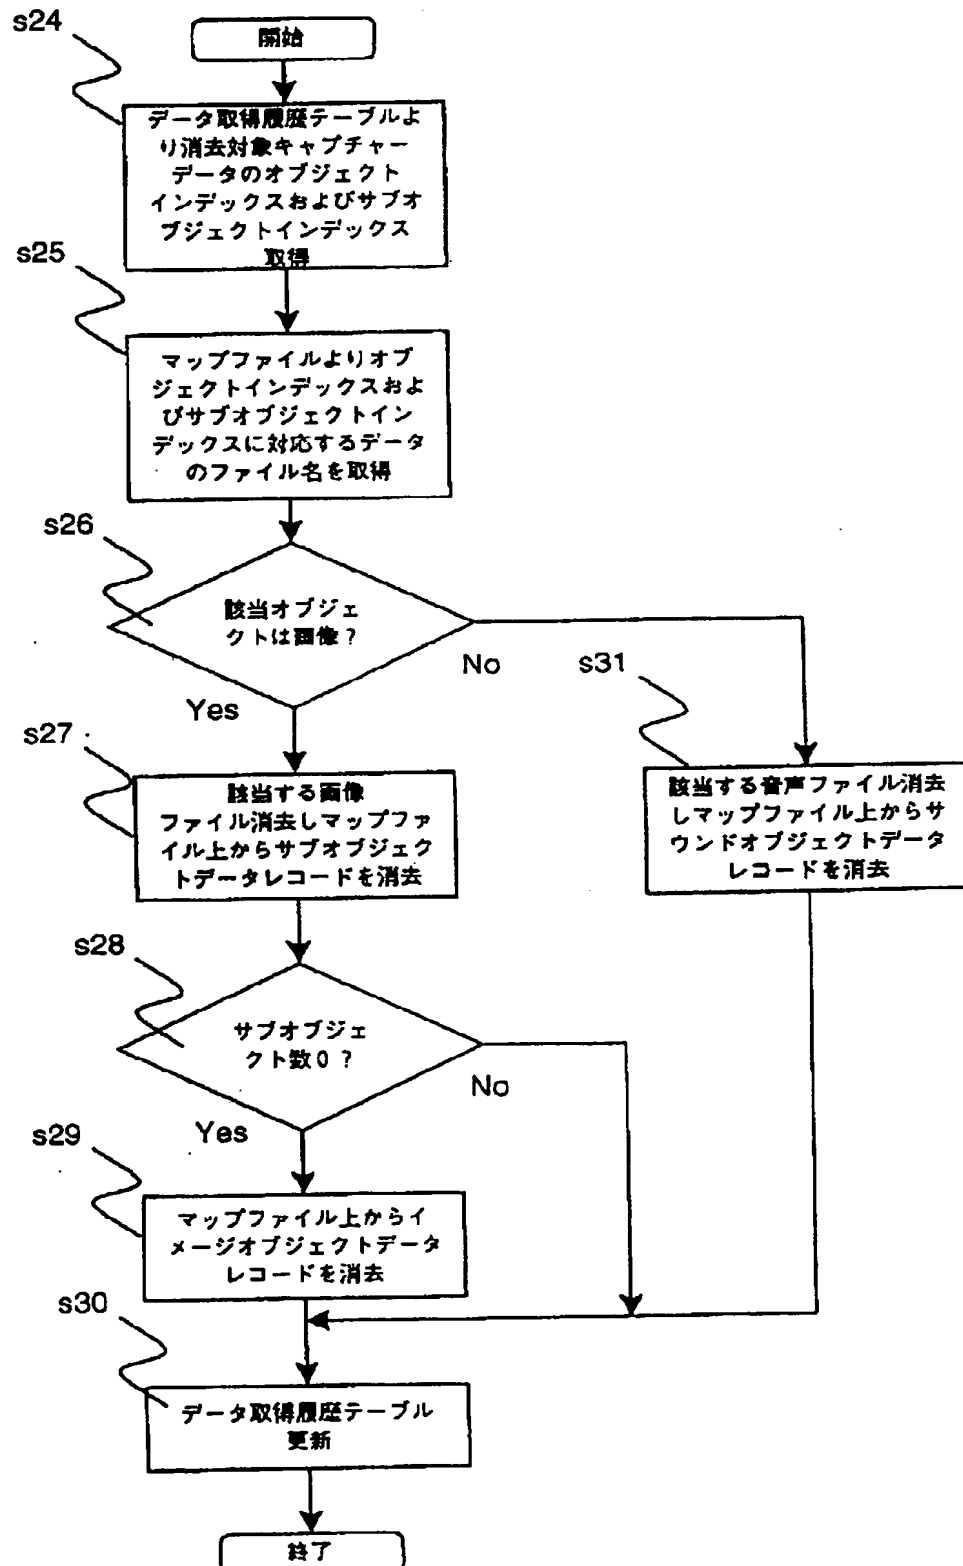 s24
開始
データ取得履歴テーブルよ
り消去対象キャプチャー
データのオブジェクト
インデックスおよびサブオ
ブジェクトインデックス
取得
s25
マップファイルよりオブ
ジェクトインデックスおよ
びサブオブジェクトイン
デックスに対応するデータ
のファイル名を取得
s26
該当オブジェ
クトは画像？
No
Yes
s31
該当する音声ファイル消去
しマップファイル上からサ
ウンドオブジェクトデータ
レコードを消去
s27
該当する画像
ファイル消去しマップファ
イル上からサブオブジェク
トデータレコードを消去
s28
サブオブジェ
クト数０？
No
Yes
s29
マップファイル上からイ
メージオブジェクトデータ
レコードを消去
s30
データ取得履歴テーブル
更新
終了